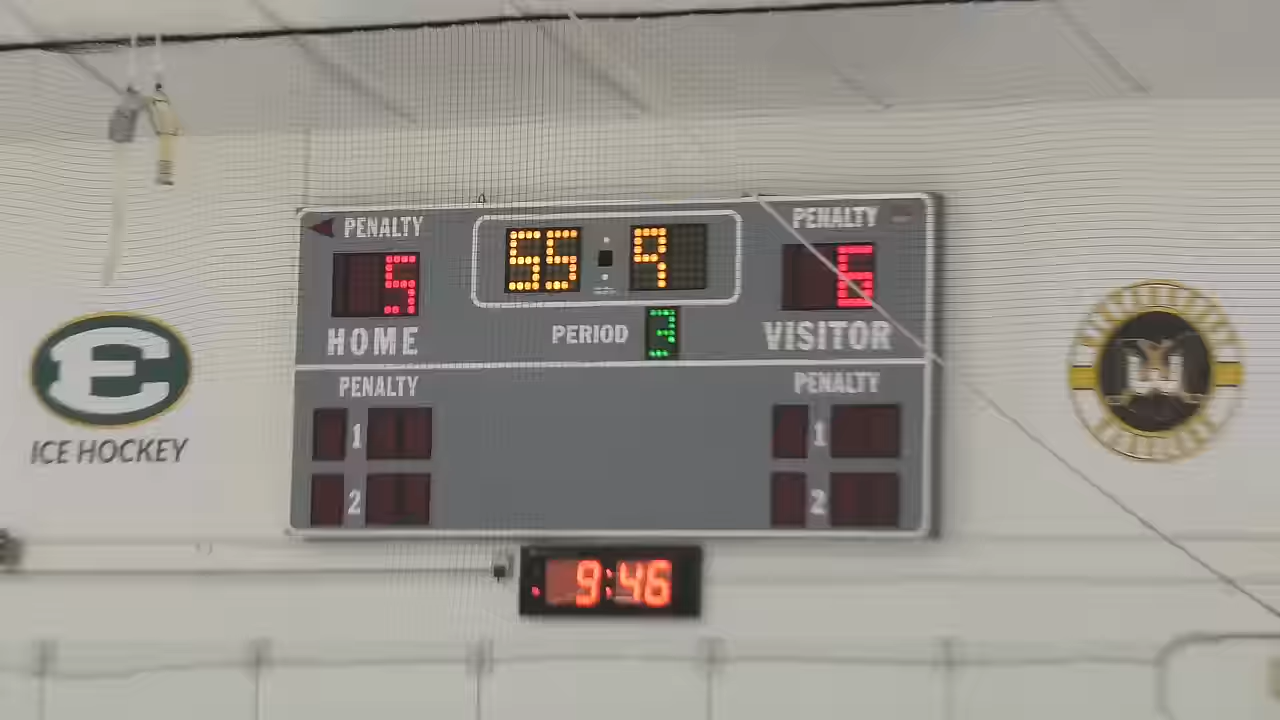 PENALTY
PENALTY
5
55 9
6
HOME
PERIOD 3
VISITOR
PENALTY
PENALTY
1
1
2
2
E
ICE HOCKEY
W
9:46